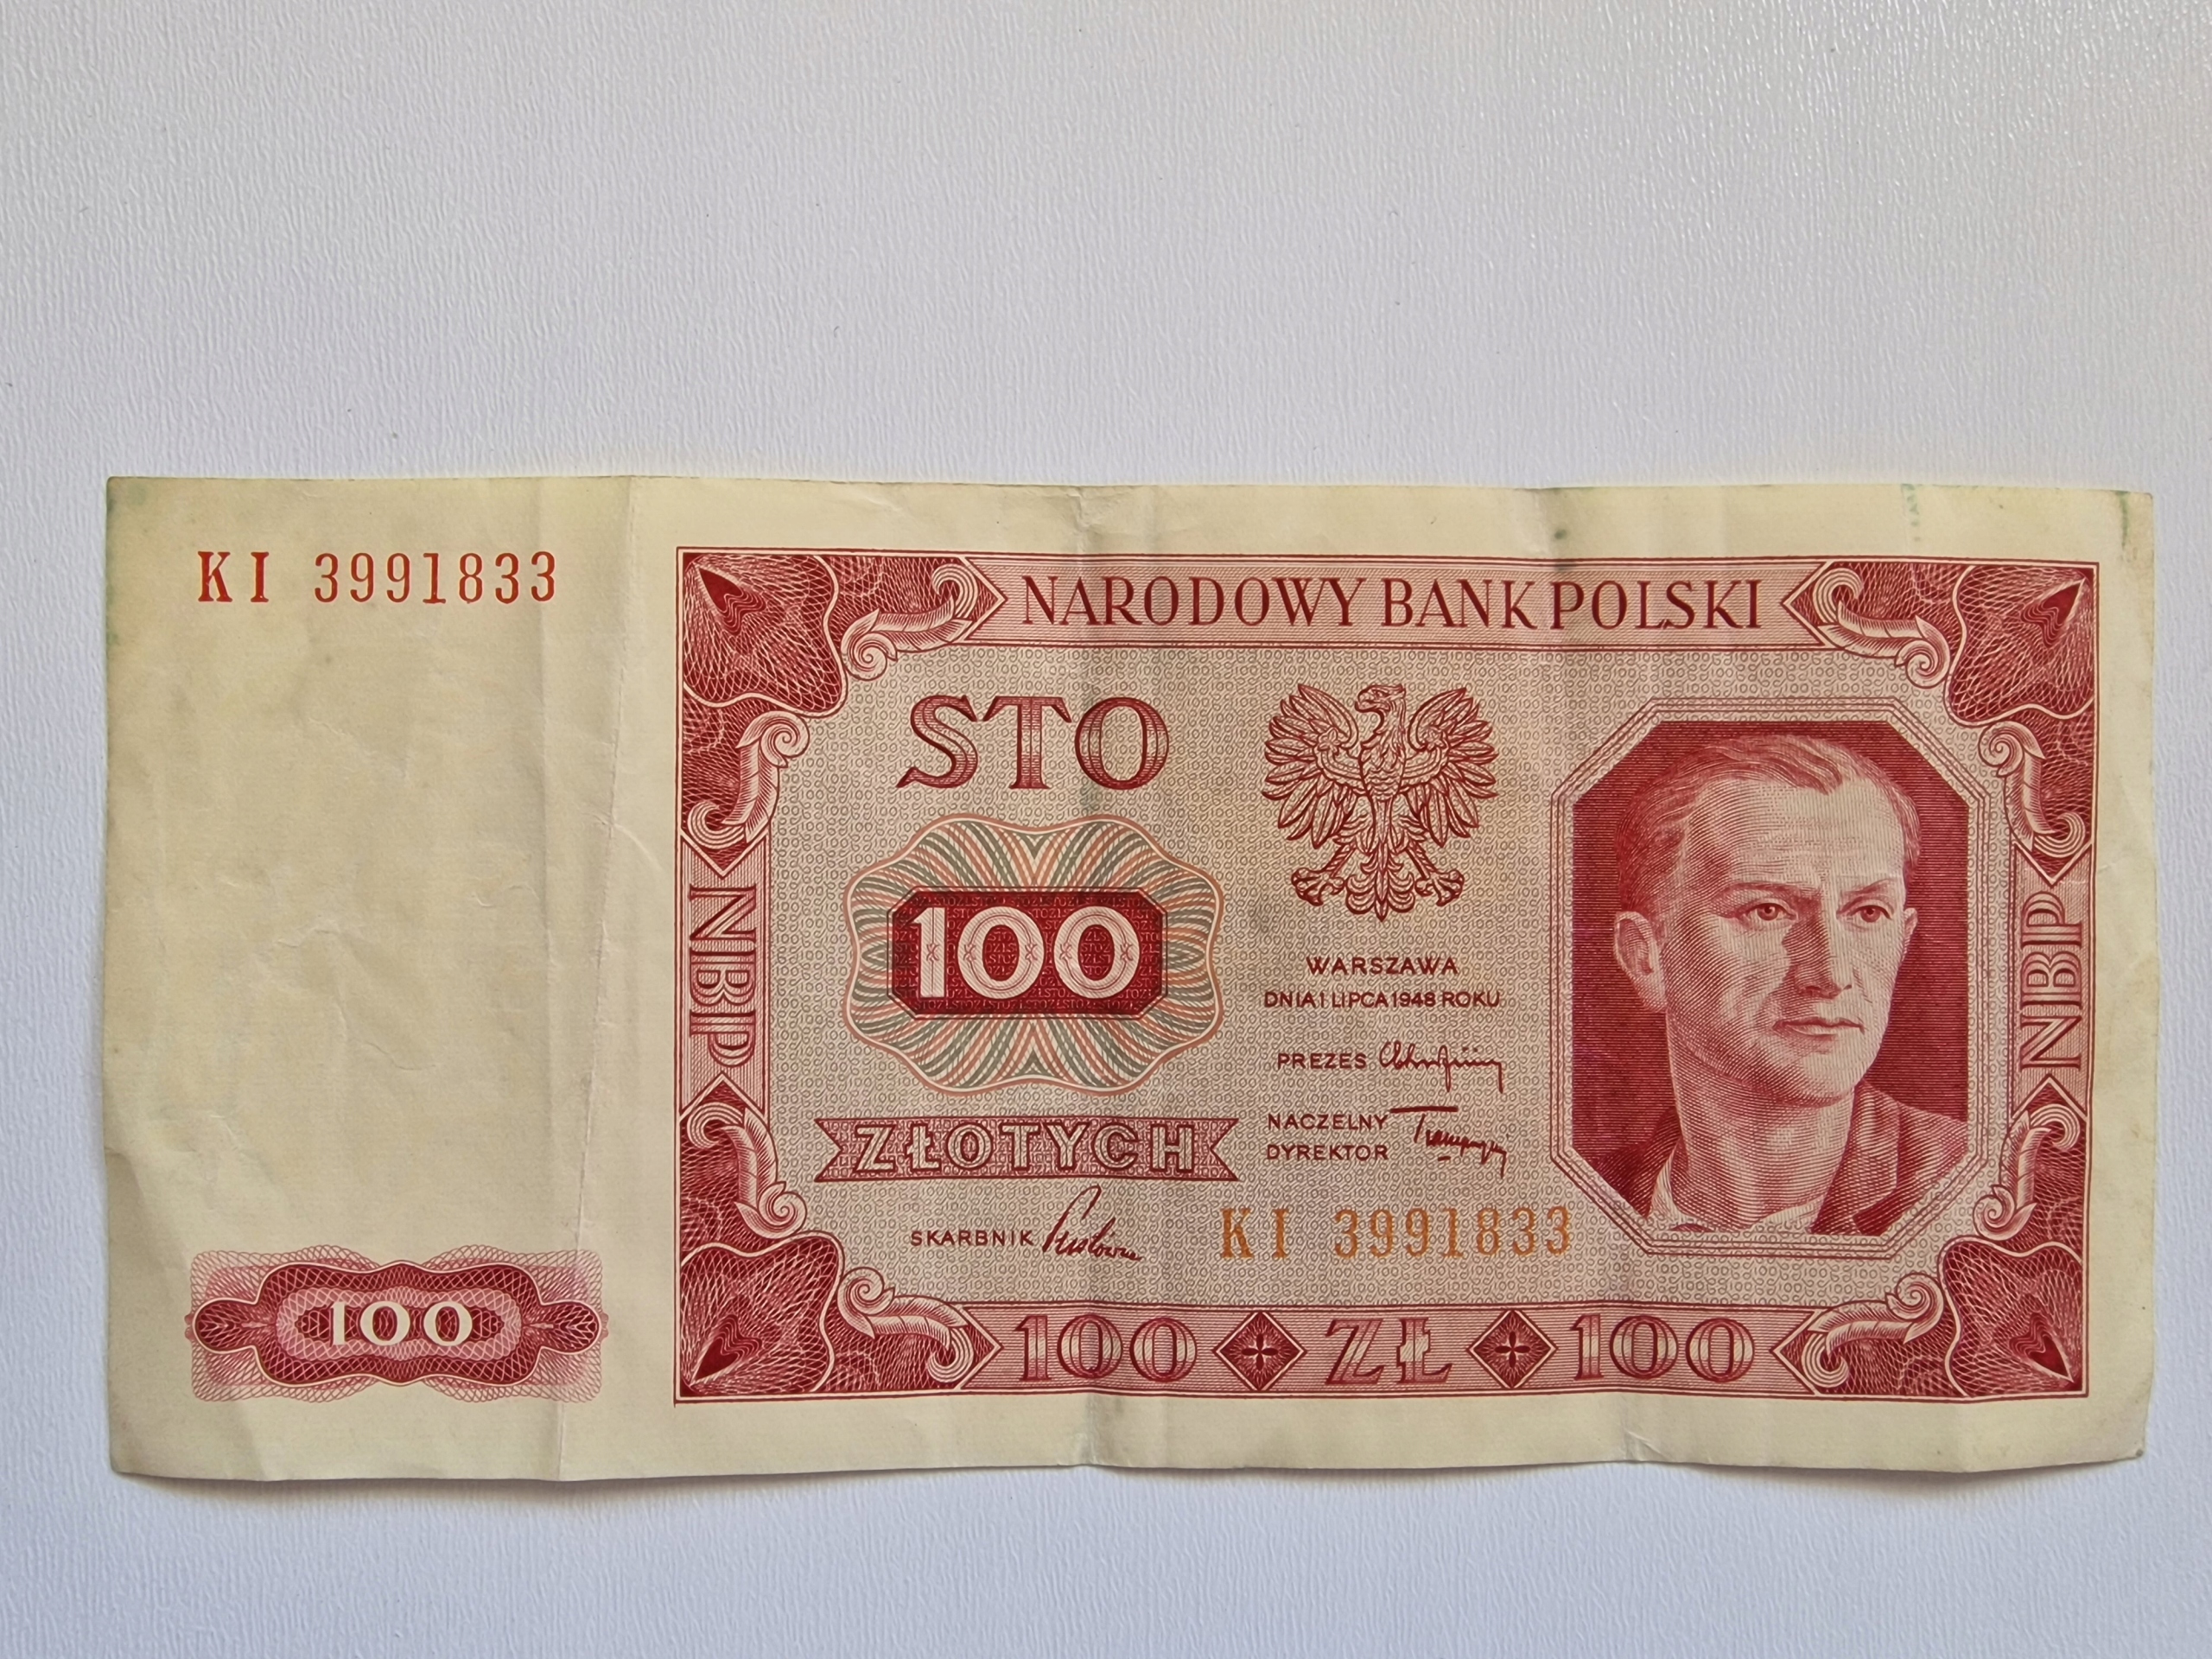 KI 3991833
NARODOWY BANK POLSKI
STO
100
ZŁOTYCH
WARSZAWA
DNIA 1 LIPCA 1948 ROKU
PREZES
NACZELNY
DYREKTOR
SKARBNIK
KI 3991833
NBP
NBP
100
100 ZŁ 100